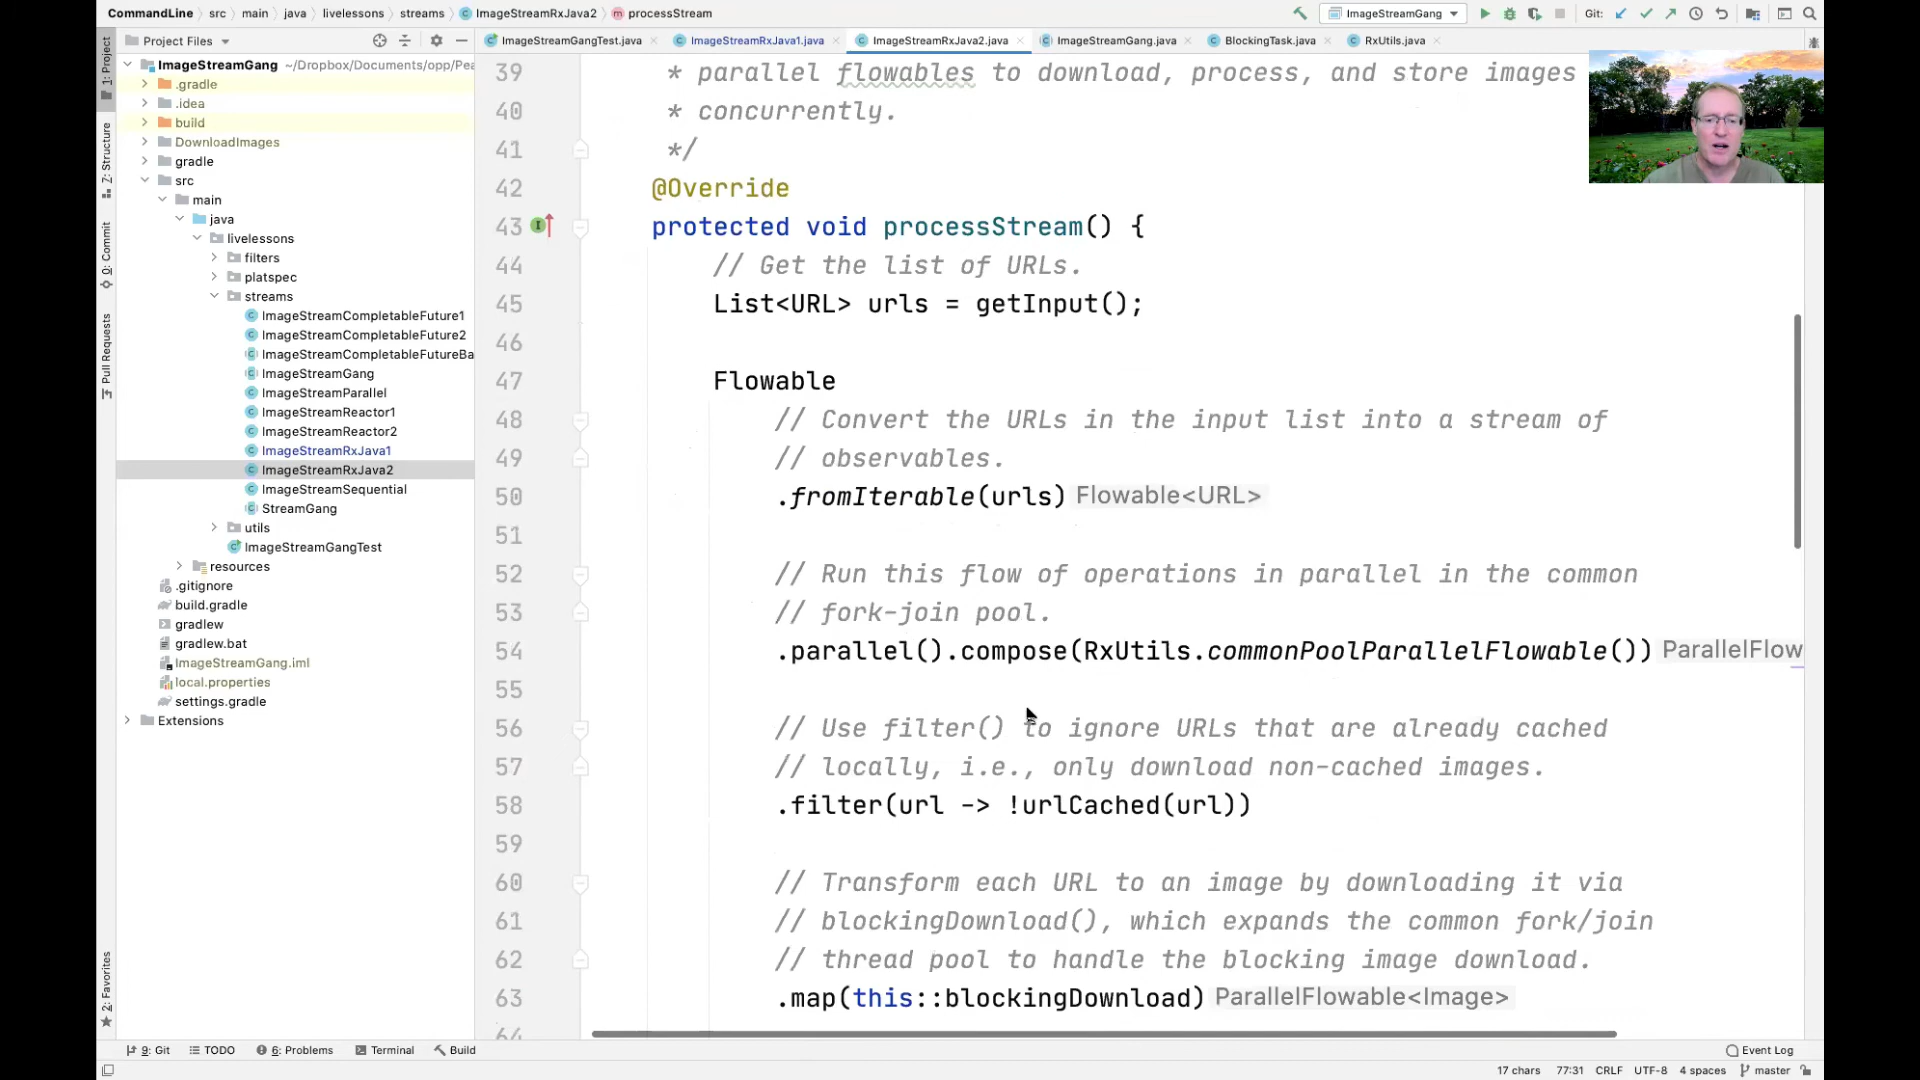 CommandLine src main java livelessons streams ImageStreamRxJava2 processStream
ImageStreamGang Git:
Project Files
ImageStreamGangTest.java ImageStreamRxJava1.java ImageStreamRxJava2.java ImageStreamGang.java BlockingTask.java RxUtils.java
1: Project
7: Structure
0: Commit
Pull Requests
2: Favorites
ImageStreamGang ~/Dropbox/Documents/opp/Pea
.gradle
.idea
build
DownloadImages
gradle
src
main
java
livelessons
filters
platspec
streams
ImageStreamCompletableFuture1
ImageStreamCompletableFuture2
ImageStreamCompletableFutureBa
ImageStreamGang
ImageStreamParallel
ImageStreamReactor1
ImageStreamReactor2
ImageStreamRxJava1
ImageStreamRxJava2
ImageStreamSequential
StreamGang
utils
ImageStreamGangTest
resources
.gitignore
build.gradle
gradlew
gradlew.bat
ImageStreamGang.iml
local.properties
settings.gradle
Extensions
39 * parallel flowables to download, process, and store images
40 * concurrently.
41 */
42 @Override
43 protected void processStream() {
44 // Get the list of URLs.
45 List<URL> urls = getInput();
46
47 Flowable
48 // Convert the URLs in the input list into a stream of
49 // observables.
50 .fromIterable(urls) Flowable<URL>
51
52 // Run this flow of operations in parallel in the common
53 // fork-join pool.
54 .parallel().compose(RxUtils.commonPoolParallelFlowable()) ParallelFlow
55
56 // Use filter() to ignore URLs that are already cached
57 // locally, i.e., only download non-cached images.
58 .filter(url -> !urlCached(url))
59
60 // Transform each URL to an image by downloading it via
61 // blockingDownload(), which expands the common fork/join
62 // thread pool to handle the blocking image download.
63 .map(this::blockingDownload) ParallelFlowable<Image>
64
9: Git TODO 6: Problems Terminal Build Event Log
17 chars 77:31 CRLF UTF-8 4 spaces master